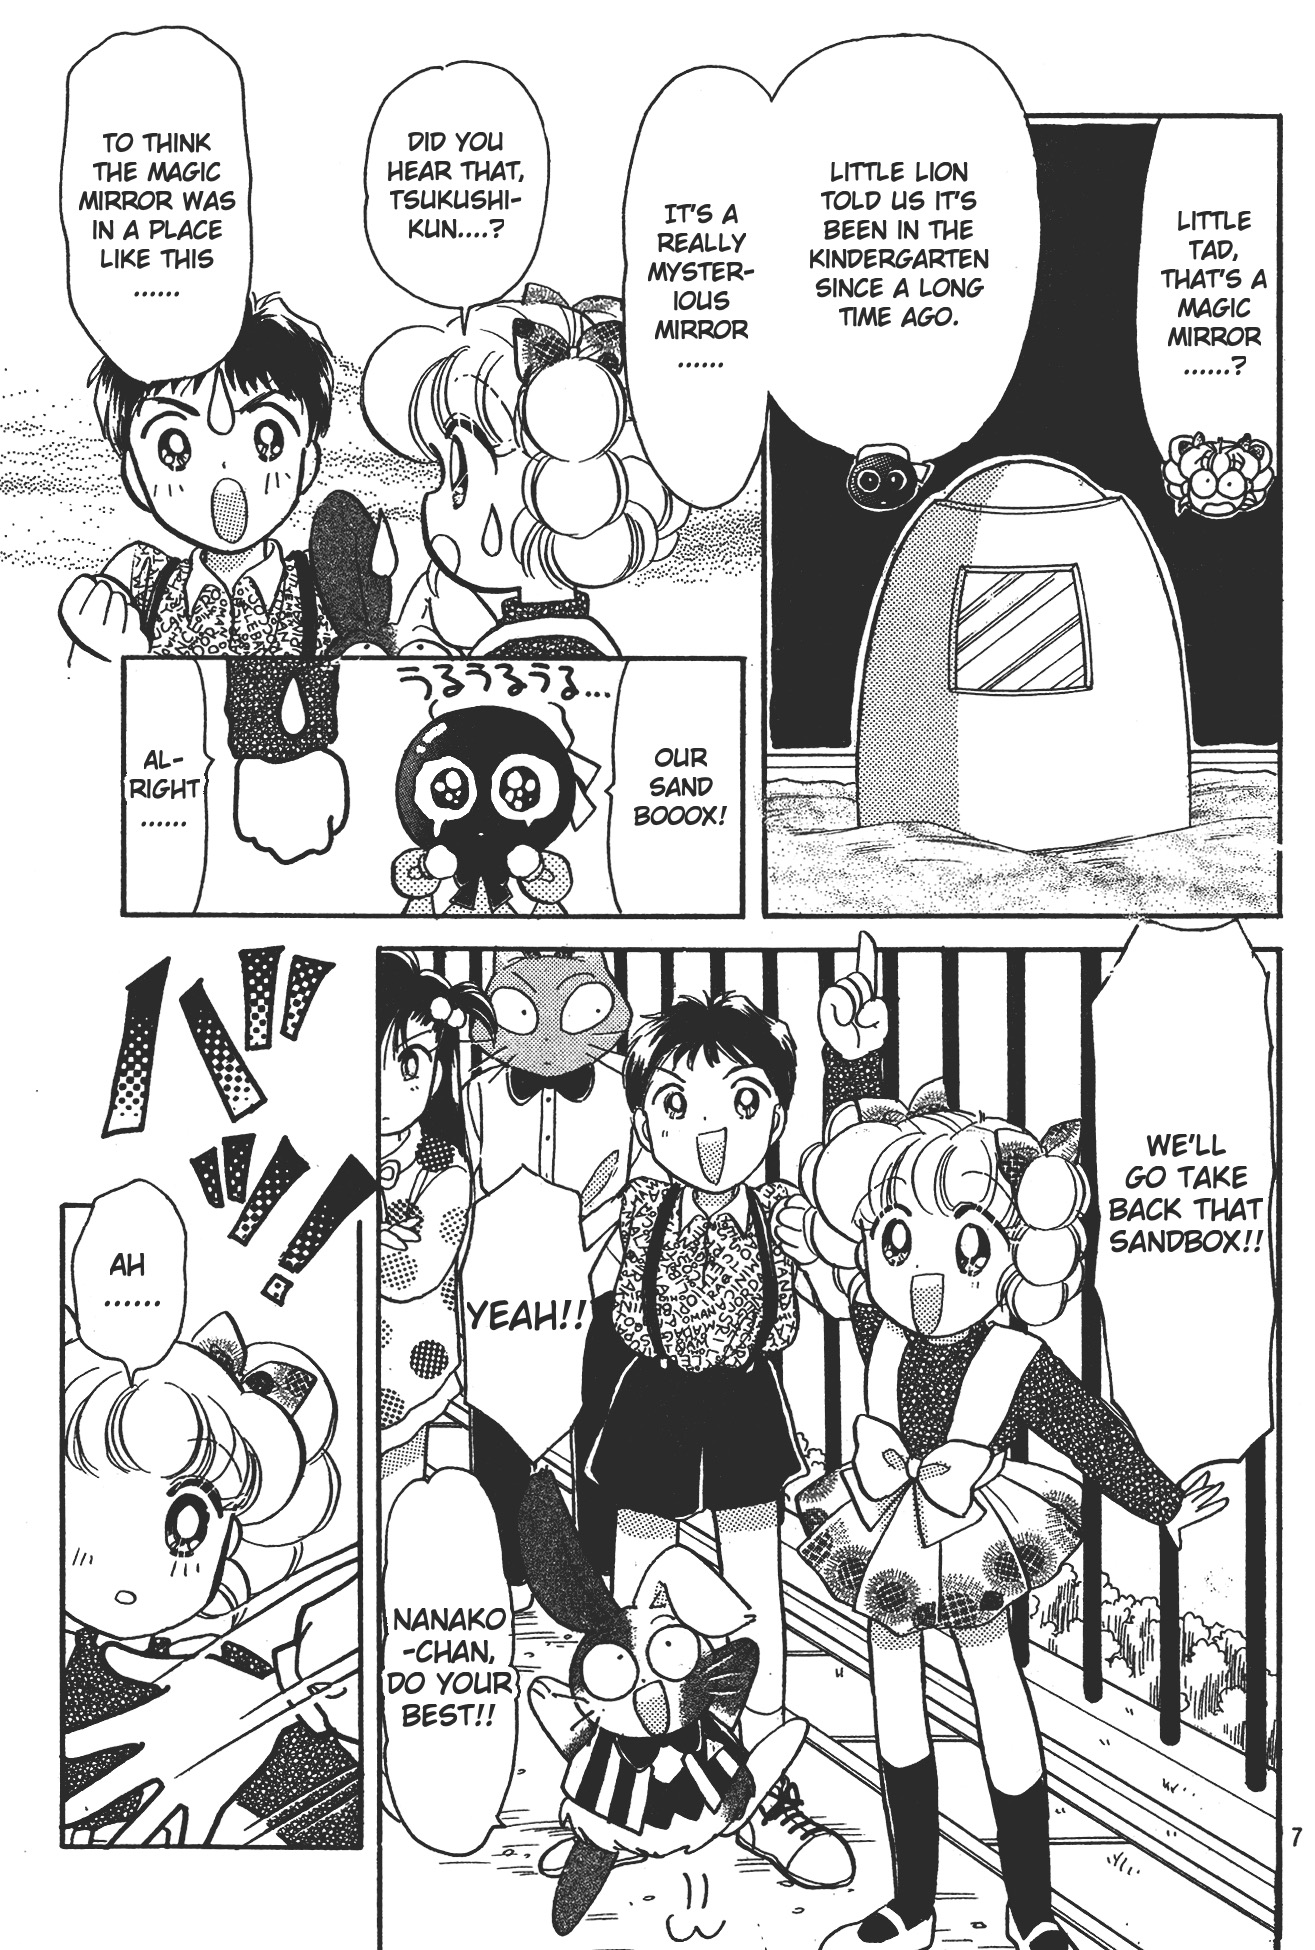 LITTLE
TAD,
THAT'S A
MAGIC
MIRROR
......?
LITTLE LION
TOLD US IT'S
BEEN IN THE
KINDERGARTEN
SINCE A LONG
TIME AGO.
IT'S A
REALLY
MYSTER-
IOUS
MIRROR
......
DID YOU
HEAR THAT,
TSUKUSHI-
KUN....?
TO THINK
THE MAGIC
MIRROR WAS
IN A PLACE
LIKE THIS
......
OUR
SAND
BOOOX!
うるうるうる...
AL-
RIGHT
......
WE'LL
GO TAKE
BACK THAT
SANDBOX!!
YEAH!!
NANAKO
-CHAN,
DO YOUR
BEST!!
AH
......
7